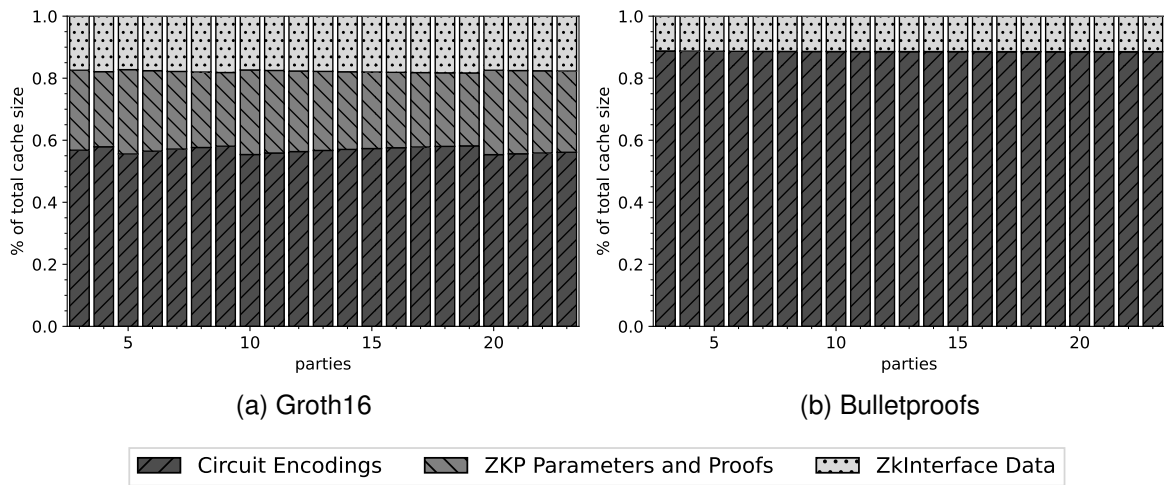 1.0
0.8
0.6
0.4
0.2
0.0
% of total cache size
5 10 15 20
parties
(a) Groth16
1.0
0.8
0.6
0.4
0.2
0.0
% of total cache size
5 10 15 20
parties
(b) Bulletproofs
Circuit Encodings ZKP Parameters and Proofs ZkInterface Data